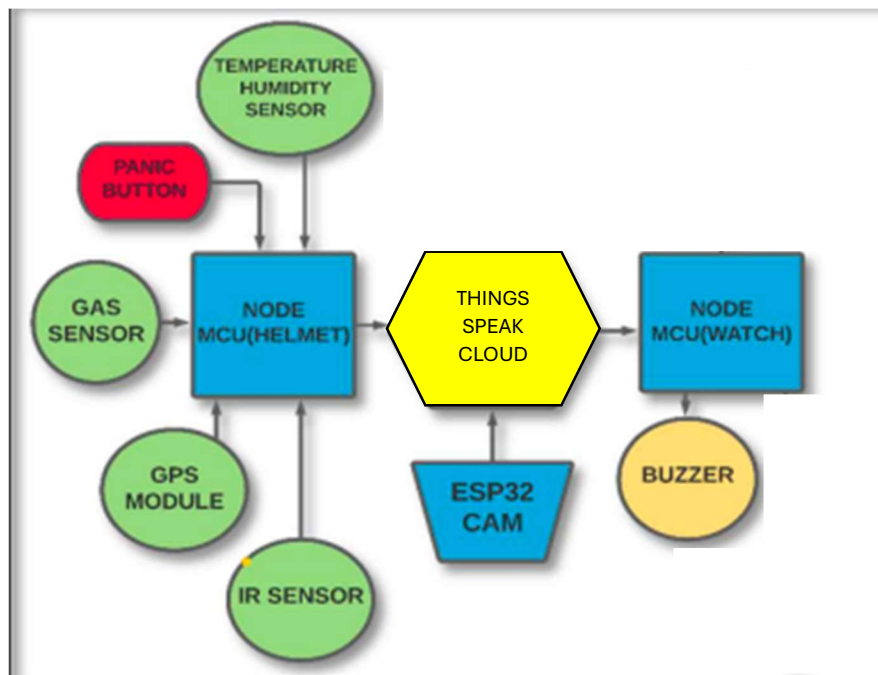 TEMPERATURE
HUMIDITY
SENSOR
PANIC
BUTTON
GAS
SENSOR
NODE
MCU(HELMET)
THINGS
SPEAK
CLOUD
NODE
MCU(WATCH)
GPS
MODULE
ESP32
CAM
BUZZER
IR SENSOR